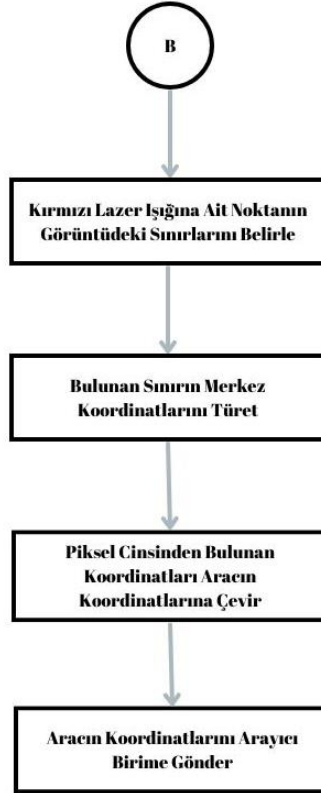 B
Kırmızı Lazer Işığına Ait Noktanın
Görüntüdeki Sınırlarını Belirle
Bulunan Sınırın Merkez
Koordinatlarını Türet
Piksel Cinsinden Bulunan
Koordinatları Aracın
Koordinatlarına Çevir
Aracın Koordinatlarını Arayıcı
Birime Gönder